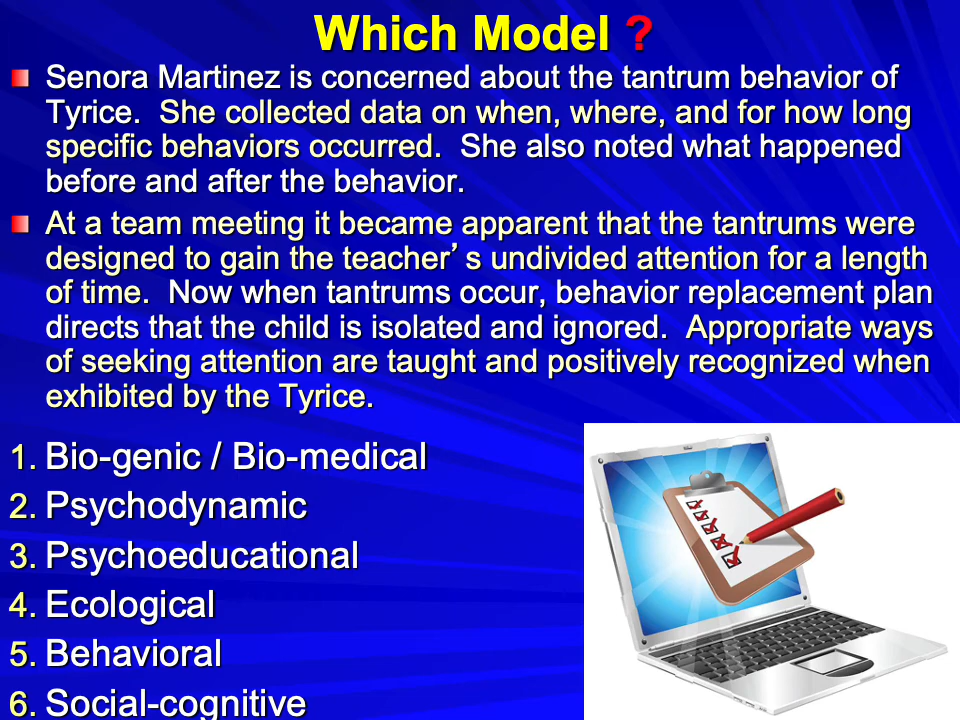 Which Model ?
Senora Martinez is concerned about the tantrum behavior of
Tyrice.  She collected data on when, where, and for how long
specific behaviors occurred.  She also noted what happened
before and after the behavior.
At a team meeting it became apparent that the tantrums were
designed to gain the teacher’s undivided attention for a length
of time.  Now when tantrums occur, behavior replacement plan
directs that the child is isolated and ignored.  Appropriate ways
of seeking attention are taught and positively recognized when
exhibited by the Tyrice.
1. Bio-genic / Bio-medical
2. Psychodynamic
3. Psychoeducational
4. Ecological
5. Behavioral
6. Social-cognitive